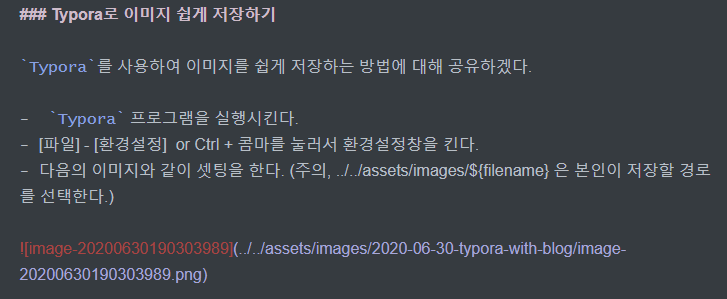 ### Typora로 이미지 쉽게 저장하기
`Typora`를 사용하여 이미지를 쉽게 저장하는 방법에 대해 공유하겠다.
-  `Typora` 프로그램을 실행시킨다.
- [파일] - [환경설정]  or Ctrl + 콤마를 눌러서 환경설정창을 킨다.
- 다음의 이미지와 같이 셋팅을 한다. (주의, ../../assets/images/${filename} 은 본인이 저장할 경로
를 선택한다.)
![image-20200630190303989](../../assets/images/2020-06-30-typora-with-blog/image-
20200630190303989.png)